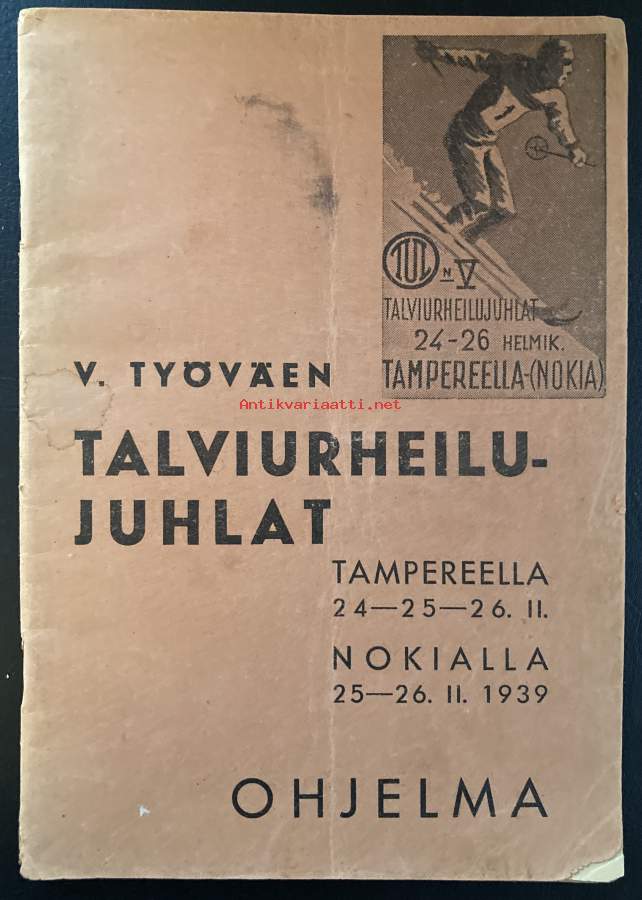 TUL N V
TALVIURHEILUJUHLAT
24-26 HELMIK.
TAMPEREELLA-(NOKIA)
V. TYÖVÄEN
Antikvariaatti.net
TALVIURHEILU-
JUHLAT
TAMPEREELLA
24—25—26. II.
NOKIALLA
25—26. II. 1939
OHJELMA